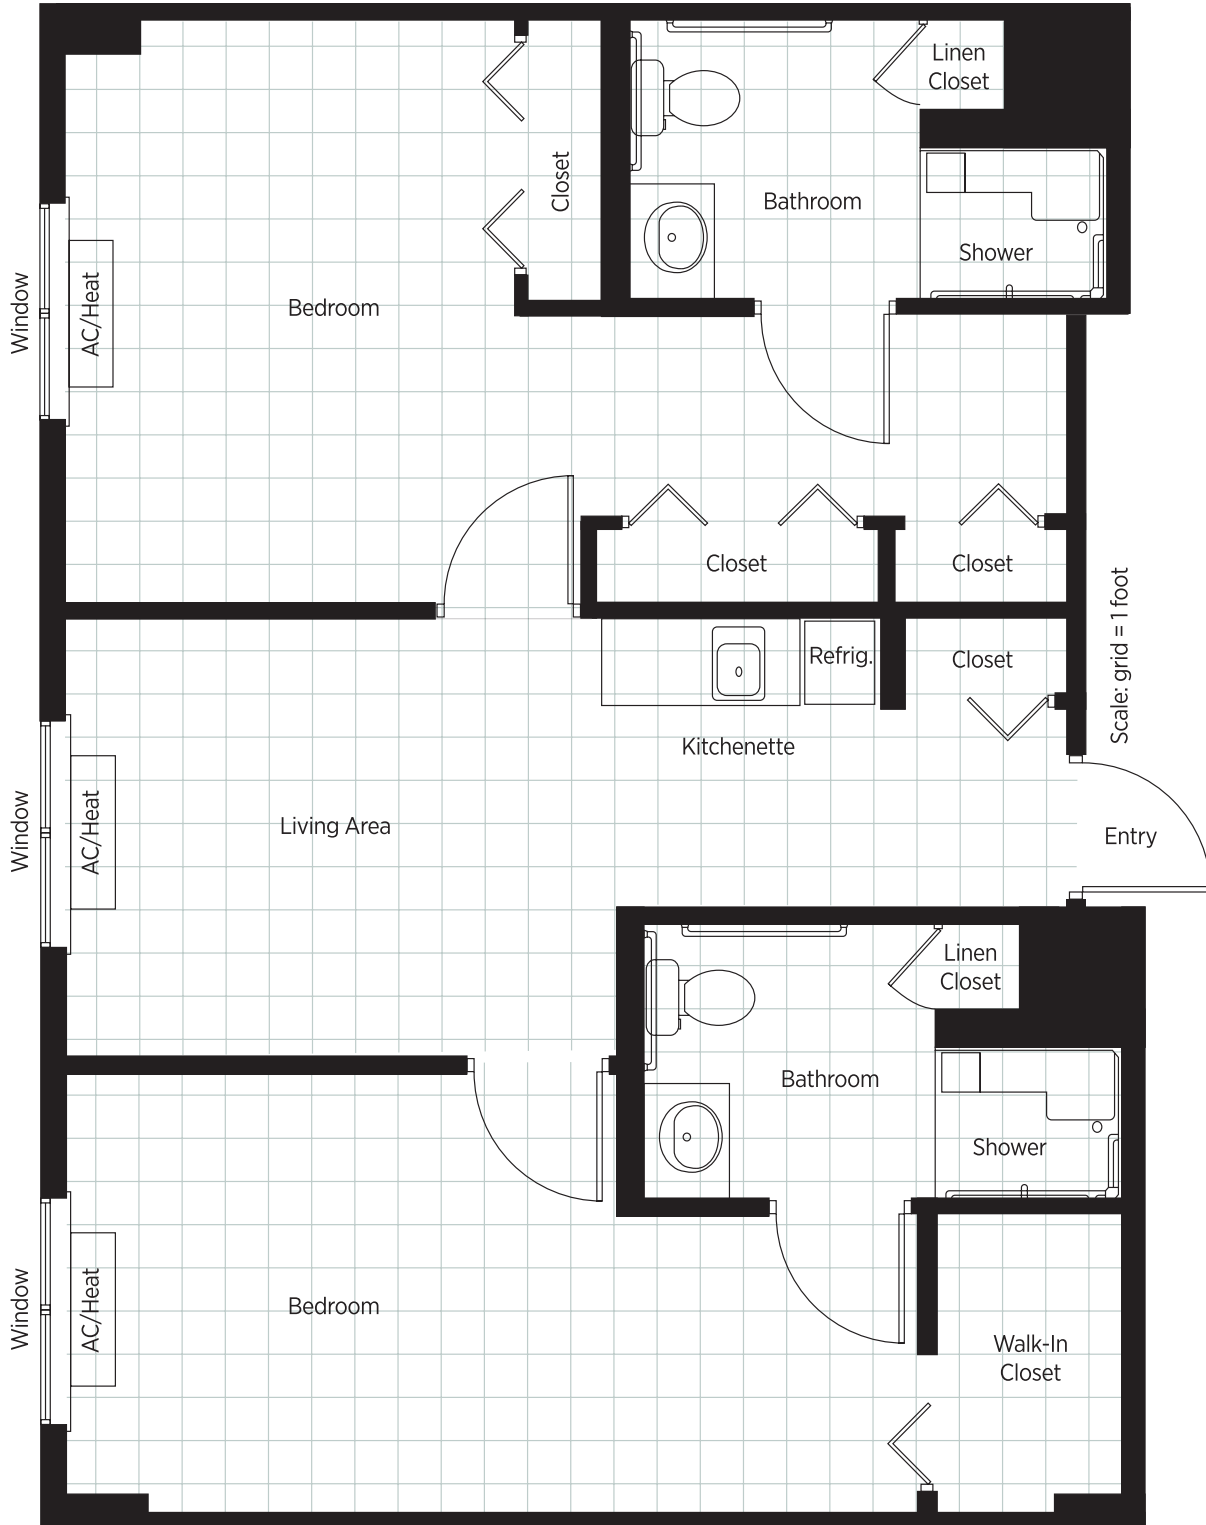 Linen
Closet
Closet
Bathroom
Shower
Window
AC/Heat
Bedroom
Closet
Closet
Scale: grid = 1 foot
Refrig.
Closet
Kitchenette
Window
AC/Heat
Living Area
Entry
Linen
Closet
Bathroom
Shower
Window
AC/Heat
Bedroom
Walk-In
Closet